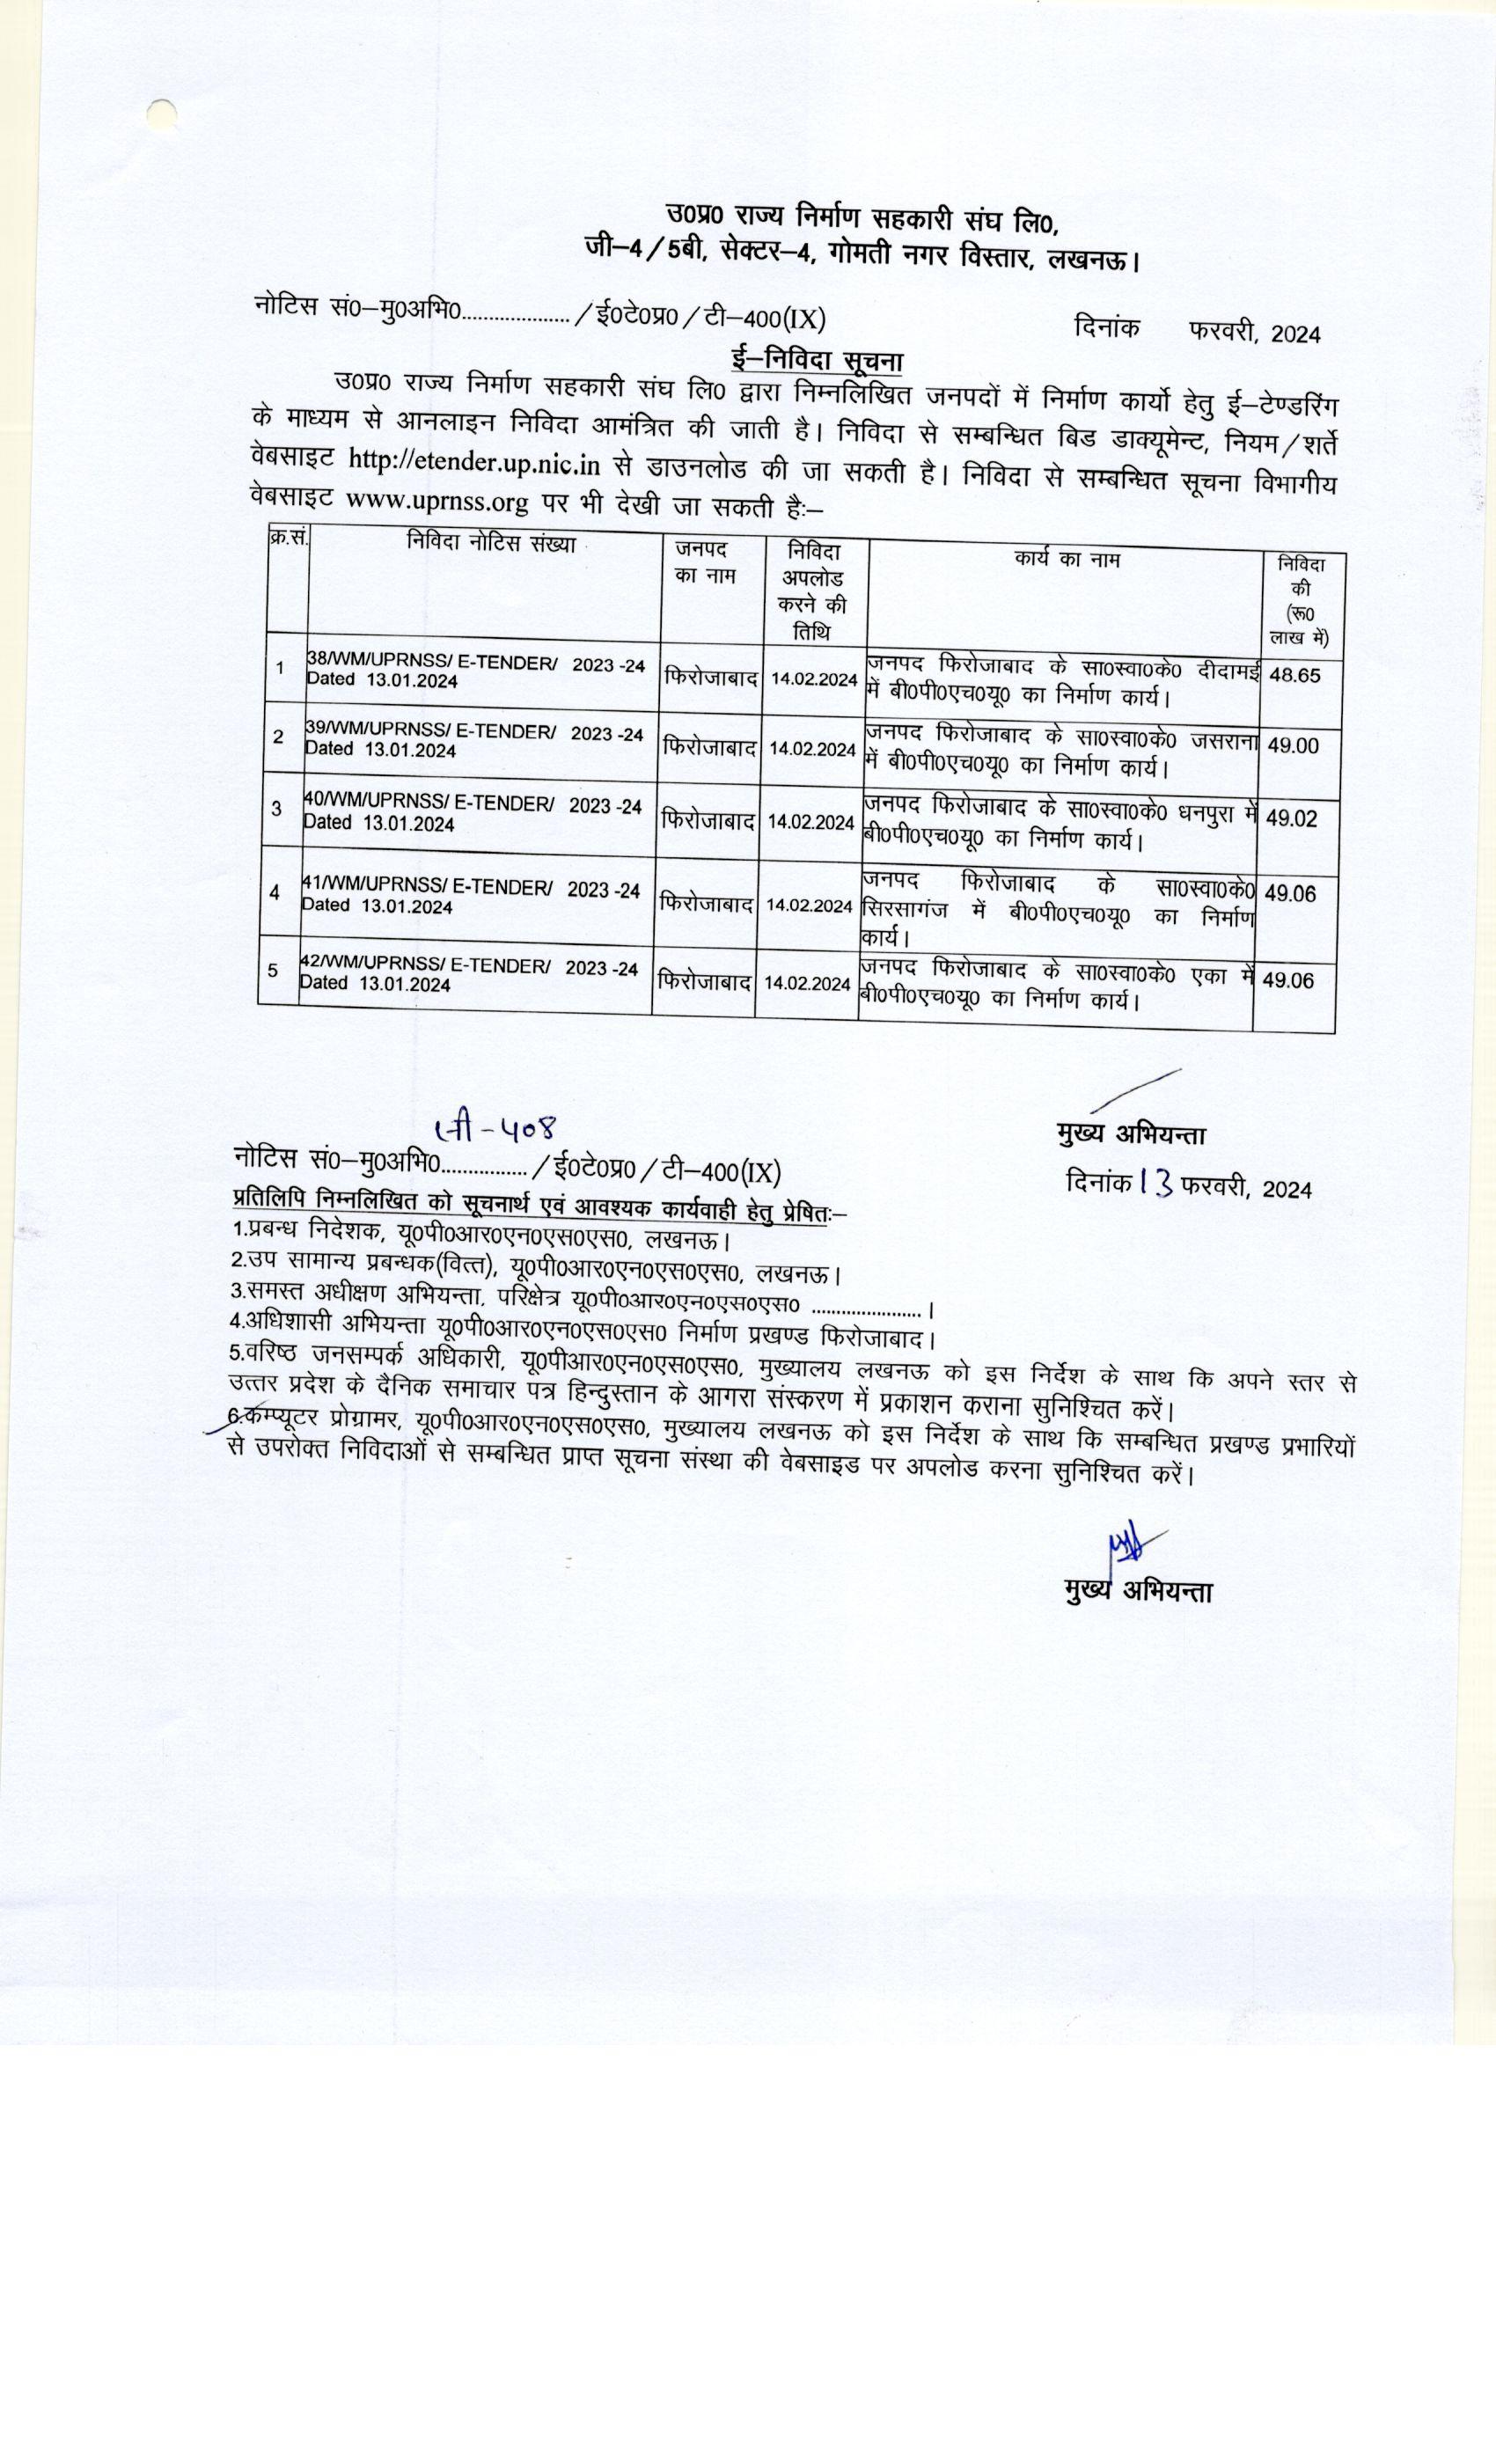 उ0प्र0 राज्य निर्माण सहकारी संघ लि0,
जी–4/5बी, सेक्टर–4, गोमती नगर विस्तार, लखनऊ।
नोटिस सं0–मु0अभि0................... /ई0टे0प्र0/टी–400(IX) दिनांक फरवरी, 2024
ई–निविदा सूचना
उ0प्र0 राज्य निर्माण सहकारी संघ लि0 द्वारा निम्नलिखित जनपदों में निर्माण कार्यो हेतु ई–टेण्डरिंग
के माध्यम से आनलाइन निविदा आमंत्रित की जाती है। निविदा से सम्बन्धित बिड डाक्यूमेन्ट, नियम/शर्ते
वेबसाइट http://etender.up.nic.in से डाउनलोड की जा सकती है। निविदा से सम्बन्धित सूचना विभागीय
वेबसाइट www.uprnss.org पर भी देखी जा सकती हैः–
क्र.सं. निविदा नोटिस संख्या जनपद का नाम निविदा अपलोड करने की तिथि कार्य का नाम निविदा की (रू0 लाख में)
1 38/WM/UPRNSS/ E-TENDER/ 2023 -24 Dated 13.01.2024 फिरोजाबाद 14.02.2024 जनपद फिरोजाबाद के सा0स्वा0के0 दीदामई में बी0पी0एच0यू0 का निर्माण कार्य। 48.65
2 39/WM/UPRNSS/ E-TENDER/ 2023 -24 Dated 13.01.2024 फिरोजाबाद 14.02.2024 जनपद फिरोजाबाद के सा0स्वा0के0 जसराना में बी0पी0एच0यू0 का निर्माण कार्य। 49.00
3 40/WM/UPRNSS/ E-TENDER/ 2023 -24 Dated 13.01.2024 फिरोजाबाद 14.02.2024 जनपद फिरोजाबाद के सा0स्वा0के0 धनपुरा में बी0पी0एच0यू0 का निर्माण कार्य। 49.02
4 41/WM/UPRNSS/ E-TENDER/ 2023 -24 Dated 13.01.2024 फिरोजाबाद 14.02.2024 जनपद फिरोजाबाद के सा0स्वा0के0 सिरसागंज में बी0पी0एच0यू0 का निर्माण कार्य। 49.06
5 42/WM/UPRNSS/ E-TENDER/ 2023 -24 Dated 13.01.2024 फिरोजाबाद 14.02.2024 जनपद फिरोजाबाद के सा0स्वा0के0 एका में बी0पी0एच0यू0 का निर्माण कार्य। 49.06
मुख्य अभियन्ता
408
नोटिस सं0–मु0अभि0............... /ई0टे0प्र0/टी–400(IX) दिनांक 13 फरवरी, 2024
प्रतिलिपि निम्नलिखित को सूचनार्थ एवं आवश्यक कार्यवाही हेतु प्रेषितः–
1.प्रबन्ध निदेशक, यू0पी0आर0एन0एस0एस0, लखनऊ।
2.उप सामान्य प्रबन्धक(वित्त), यू0पी0आर0एन0एस0एस0, लखनऊ।
3.समस्त अधीक्षण अभियन्ता, परिक्षेत्र यू0पी0आर0एन0एस0एस0 ...................... ।
4.अधिशासी अभियन्ता यू0पी0आर0एन0एस0एस0 निर्माण प्रखण्ड फिरोजाबाद।
5.वरिष्ठ जनसम्पर्क अधिकारी, यू0पीआर0एन0एस0एस0, मुख्यालय लखनऊ को इस निर्देश के साथ कि अपने स्तर से
उत्तर प्रदेश के दैनिक समाचार पत्र हिन्दुस्तान के आगरा संस्करण में प्रकाशन कराना सुनिश्चित करें।
6.कम्प्यूटर प्रोग्रामर, यू0पी0आर0एन0एस0एस0, मुख्यालय लखनऊ को इस निर्देश के साथ कि सम्बन्धित प्रखण्ड प्रभारियों
से उपरोक्त निविदाओं से सम्बन्धित प्राप्त सूचना संस्था की वेबसाइड पर अपलोड करना सुनिश्चित करें।
मुख्य अभियन्ता